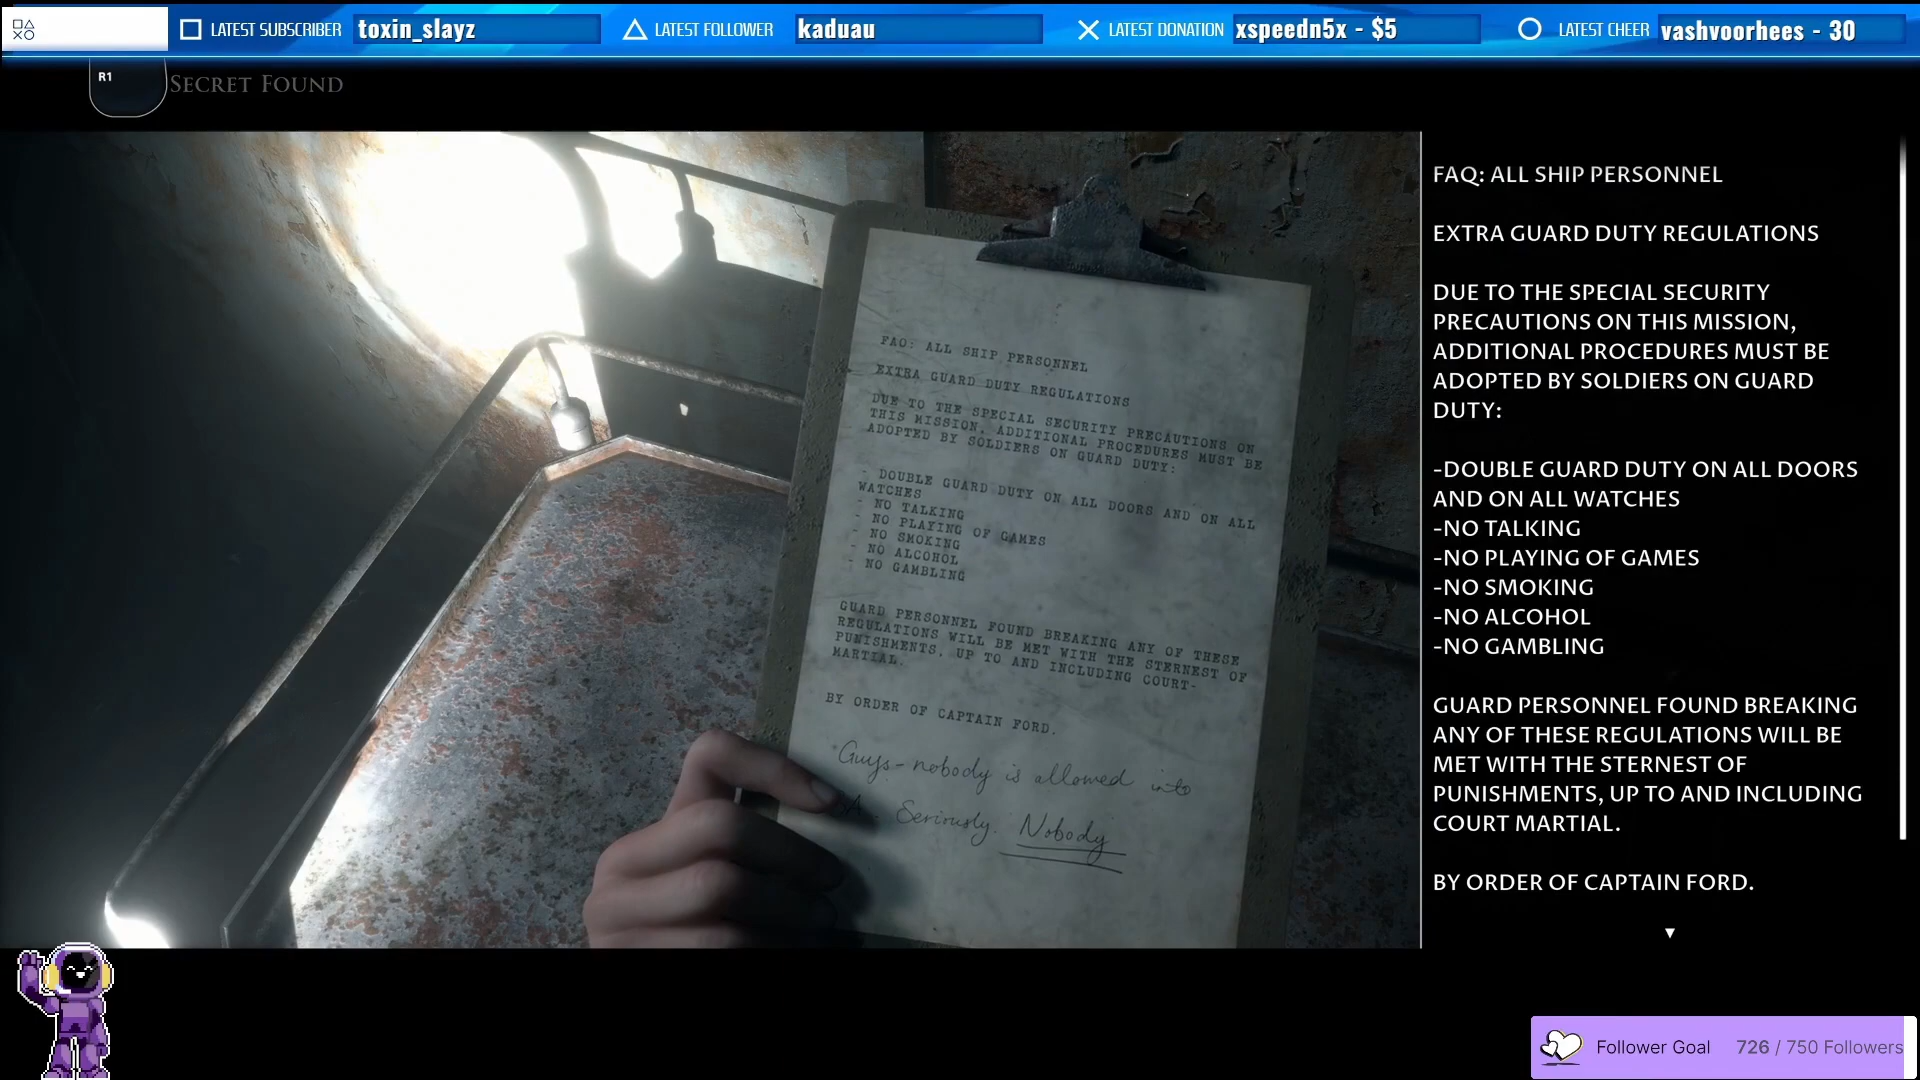 LATEST SUBSCRIBER toxin_slayz LATEST FOLLOWER kaduau LATEST DONATION xspeedn5x - $5 LATEST CHEER vashvoorhees - 30
R1 SECRET FOUND
FAO: ALL SHIP PERSONNEL
EXTRA GUARD DUTY REGULATIONS
DUE TO THE SPECIAL SECURITY PRECAUTIONS ON
THIS MISSION, ADDITIONAL PROCEDURES MUST BE
ADOPTED BY SOLDIERS ON GUARD DUTY:
- DOUBLE GUARD DUTY ON ALL DOORS AND ON ALL
WATCHES
- NO TALKING
- NO PLAYING OF GAMES
- NO SMOKING
- NO ALCOHOL
- NO GAMBLING
GUARD PERSONNEL FOUND BREAKING ANY OF THESE
REGULATIONS WILL BE MET WITH THE STERNEST OF
PUNISHMENTS, UP TO AND INCLUDING COURT-
MARTIAL.
BY ORDER OF CAPTAIN FORD.
Guys - nobody is allowed into
A. Seriously. Nobody
FAQ: ALL SHIP PERSONNEL
EXTRA GUARD DUTY REGULATIONS
DUE TO THE SPECIAL SECURITY
PRECAUTIONS ON THIS MISSION,
ADDITIONAL PROCEDURES MUST BE
ADOPTED BY SOLDIERS ON GUARD
DUTY:
-DOUBLE GUARD DUTY ON ALL DOORS
AND ON ALL WATCHES
-NO TALKING
-NO PLAYING OF GAMES
-NO SMOKING
-NO ALCOHOL
-NO GAMBLING
GUARD PERSONNEL FOUND BREAKING
ANY OF THESE REGULATIONS WILL BE
MET WITH THE STERNEST OF
PUNISHMENTS, UP TO AND INCLUDING
COURT MARTIAL.
BY ORDER OF CAPTAIN FORD.
Follower Goal 726 / 750 Followers